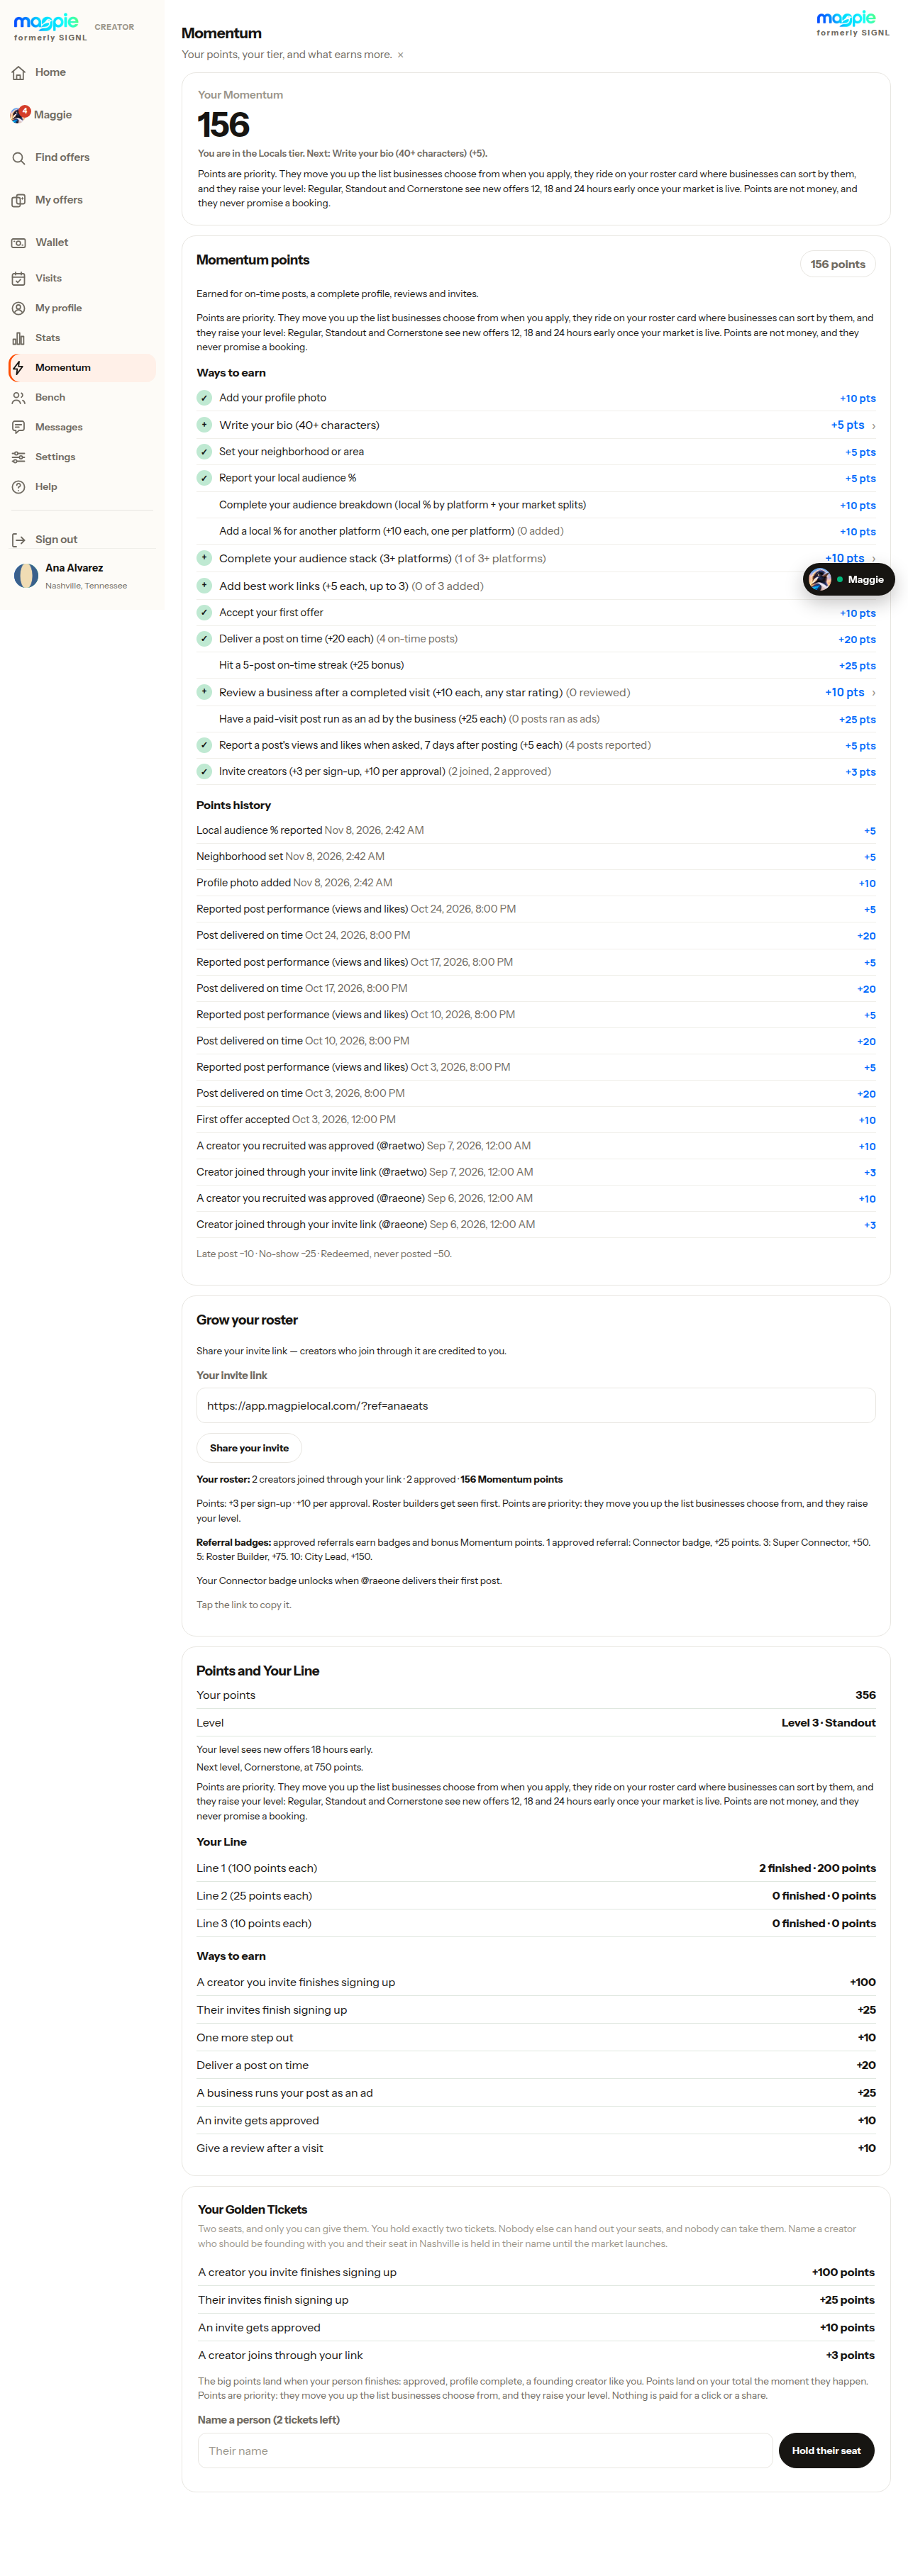 magpie
formerly SIGNL
CREATOR
Home
4
Maggie
Find offers
My offers
Wallet
Visits
My profile
Stats
Momentum
Bench
Messages
Settings
Help
Sign out
Ana Alvarez
Nashville, Tennessee
magpie
formerly SIGNL
Momentum
Your points, your tier, and what earns more. ×
Your Momentum
156
You are in the Locals tier. Next: Write your bio (40+ characters) (+5).
Points are priority. They move you up the list businesses choose from when you apply, they ride on your roster card where businesses can sort by them,
and they raise your level: Regular, Standout and Cornerstone see new offers 12, 18 and 24 hours early once your market is live. Points are not money, and
they never promise a booking.
Momentum points
156 points
Earned for on-time posts, a complete profile, reviews and invites.
Points are priority. They move you up the list businesses choose from when you apply, they ride on your roster card where businesses can sort by them, and
they raise your level: Regular, Standout and Cornerstone see new offers 12, 18 and 24 hours early once your market is live. Points are not money, and they
never promise a booking.
Ways to earn
✓ Add your profile photo +10 pts
+ Write your bio (40+ characters) +5 pts ›
✓ Set your neighborhood or area +5 pts
✓ Report your local audience % +5 pts
Complete your audience breakdown (local % by platform + your market splits) +10 pts
Add a local % for another platform (+10 each, one per platform) (0 added) +10 pts
+ Complete your audience stack (3+ platforms) (1 of 3+ platforms) +10 pts ›
+ Add best work links (+5 each, up to 3) (0 of 3 added)
Maggie
✓ Accept your first offer +10 pts
✓ Deliver a post on time (+20 each) (4 on-time posts) +20 pts
Hit a 5-post on-time streak (+25 bonus) +25 pts
+ Review a business after a completed visit (+10 each, any star rating) (0 reviewed) +10 pts ›
Have a paid-visit post run as an ad by the business (+25 each) (0 posts ran as ads) +25 pts
✓ Report a post's views and likes when asked, 7 days after posting (+5 each) (4 posts reported) +5 pts
✓ Invite creators (+3 per sign-up, +10 per approval) (2 joined, 2 approved) +3 pts
Points history
Local audience % reported Nov 8, 2026, 2:42 AM +5
Neighborhood set Nov 8, 2026, 2:42 AM +5
Profile photo added Nov 8, 2026, 2:42 AM +10
Reported post performance (views and likes) Oct 24, 2026, 8:00 PM +5
Post delivered on time Oct 24, 2026, 8:00 PM +20
Reported post performance (views and likes) Oct 17, 2026, 8:00 PM +5
Post delivered on time Oct 17, 2026, 8:00 PM +20
Reported post performance (views and likes) Oct 10, 2026, 8:00 PM +5
Post delivered on time Oct 10, 2026, 8:00 PM +20
Reported post performance (views and likes) Oct 3, 2026, 8:00 PM +5
Post delivered on time Oct 3, 2026, 8:00 PM +20
First offer accepted Oct 3, 2026, 12:00 PM +10
A creator you recruited was approved (@raetwo) Sep 7, 2026, 12:00 AM +10
Creator joined through your invite link (@raetwo) Sep 7, 2026, 12:00 AM +3
A creator you recruited was approved (@raeone) Sep 6, 2026, 12:00 AM +10
Creator joined through your invite link (@raeone) Sep 6, 2026, 12:00 AM +3
Late post −10 · No-show −25 · Redeemed, never posted −50.
Grow your roster
Share your invite link — creators who join through it are credited to you.
Your invite link
https://app.magpielocal.com/?ref=anaeats
Share your invite
Your roster: 2 creators joined through your link · 2 approved · 156 Momentum points
Points: +3 per sign-up · +10 per approval. Roster builders get seen first. Points are priority: they move you up the list businesses choose from, and they raise
your level.
Referral badges: approved referrals earn badges and bonus Momentum points. 1 approved referral: Connector badge, +25 points. 3: Super Connector, +50.
5: Roster Builder, +75. 10: City Lead, +150.
Your Connector badge unlocks when @raeone delivers their first post.
Tap the link to copy it.
Points and Your Line
Your points 356
Level Level 3 · Standout
Your level sees new offers 18 hours early.
Next level, Cornerstone, at 750 points.
Points are priority. They move you up the list businesses choose from when you apply, they ride on your roster card where businesses can sort by them, and
they raise your level: Regular, Standout and Cornerstone see new offers 12, 18 and 24 hours early once your market is live. Points are not money, and they
never promise a booking.
Your Line
Line 1 (100 points each) 2 finished · 200 points
Line 2 (25 points each) 0 finished · 0 points
Line 3 (10 points each) 0 finished · 0 points
Ways to earn
A creator you invite finishes signing up +100
Their invites finish signing up +25
One more step out +10
Deliver a post on time +20
A business runs your post as an ad +25
An invite gets approved +10
Give a review after a visit +10
Your Golden Tickets
Two seats, and only you can give them. You hold exactly two tickets. Nobody else can hand out your seats, and nobody can take them. Name a creator
who should be founding with you and their seat in Nashville is held in their name until the market launches.
A creator you invite finishes signing up +100 points
Their invites finish signing up +25 points
An invite gets approved +10 points
A creator joins through your link +3 points
The big points land when your person finishes: approved, profile complete, a founding creator like you. Points land on your total the moment they happen.
Points are priority: they move you up the list businesses choose from, and they raise your level. Nothing is paid for a click or a share.
Name a person (2 tickets left)
Their name
Hold their seat